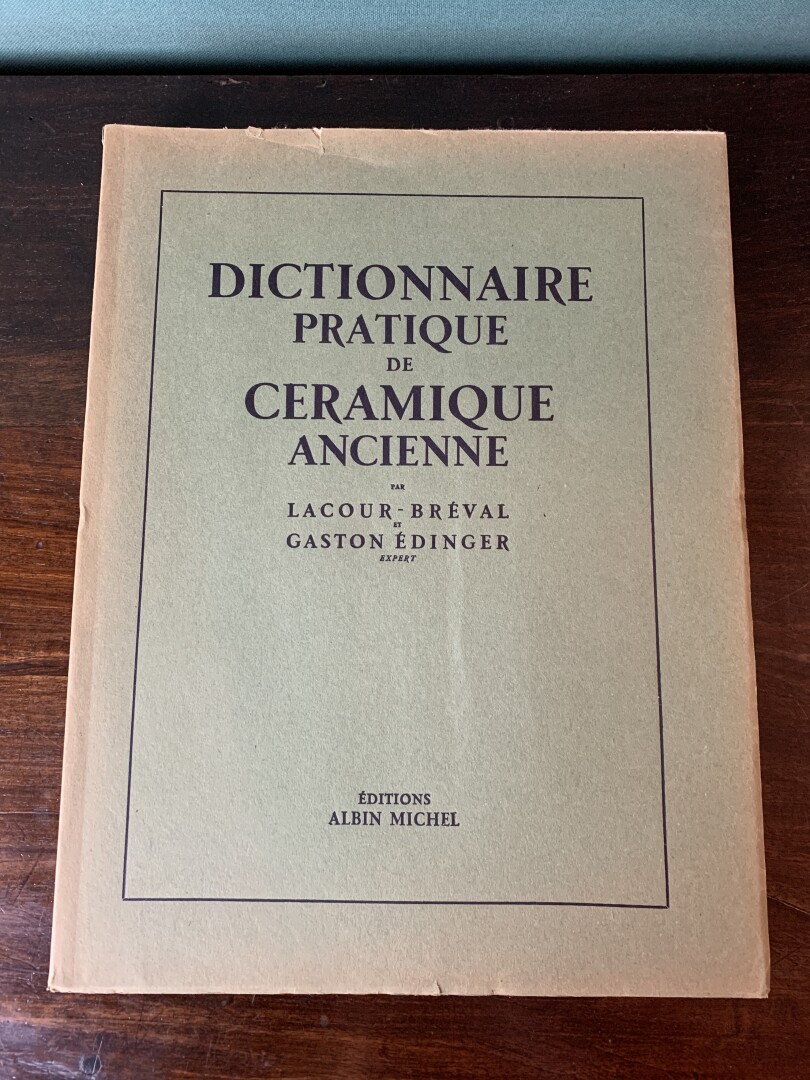 DICTIONNAIRE
PRATIQUE
DE
CERAMIQUE
ANCIENNE
PAR
LACOUR-BRÉVAL
ET
GASTON ÉDINGER
EXPERT
ÉDITIONS
ALBIN MICHEL